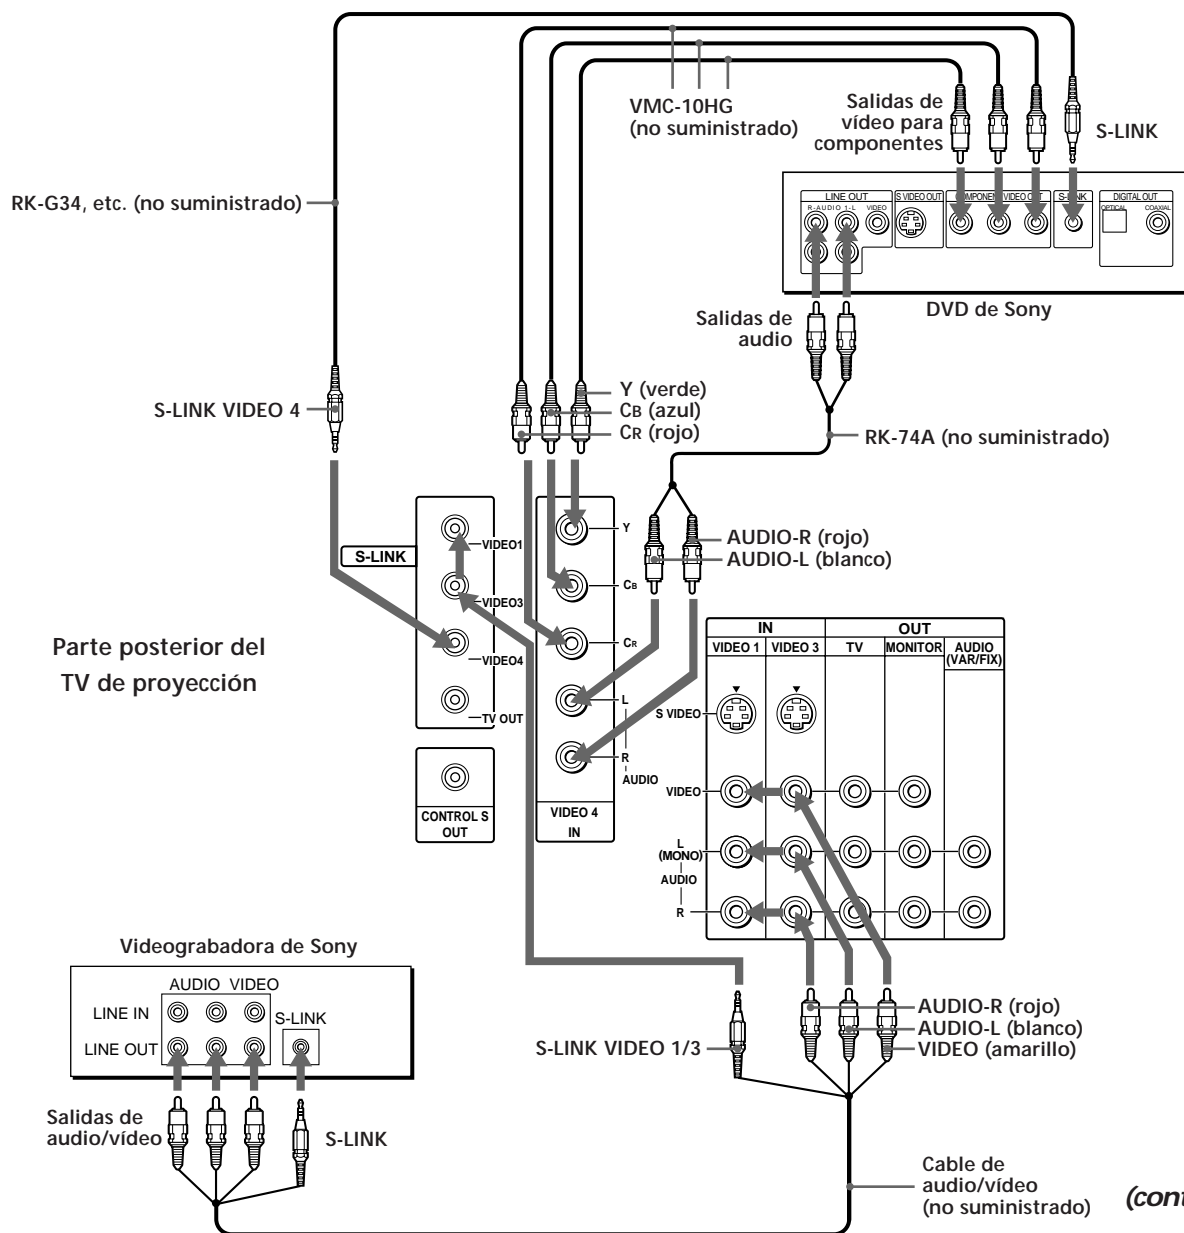 VMC-10HG
(no suministrado)
Salidas de
vídeo para
componentes
S-LINK
RK-G34, etc. (no suministrado)
LINE OUT
R-AUDIO 1-L
VIDEO
S VIDEO OUT
COMPONENT VIDEO OUT
S-LINK
DIGITAL OUT
OPTICAL
COAXIAL
DVD de Sony
Salidas de
audio
S-LINK VIDEO 4
Y (verde)
CB (azul)
CR (rojo)
RK-74A (no suministrado)
AUDIO-R (rojo)
AUDIO-L (blanco)
S-LINK
VIDEO1
VIDEO3
VIDEO4
TV OUT
CONTROL S
OUT
Y
CB
CR
L
R
AUDIO
VIDEO 4
IN
Parte posterior del
TV de proyección
IN
OUT
VIDEO 1
VIDEO 3
TV
MONITOR
AUDIO
(VAR/FIX)
S VIDEO
VIDEO
L
(MONO)
AUDIO
R
Videograbadora de Sony
AUDIO VIDEO
LINE IN
S-LINK
LINE OUT
Salidas de
audio/vídeo
S-LINK
S-LINK VIDEO 1/3
AUDIO-R (rojo)
AUDIO-L (blanco)
VIDEO (amarillo)
Cable de
audio/vídeo
(no suministrado)
(cont